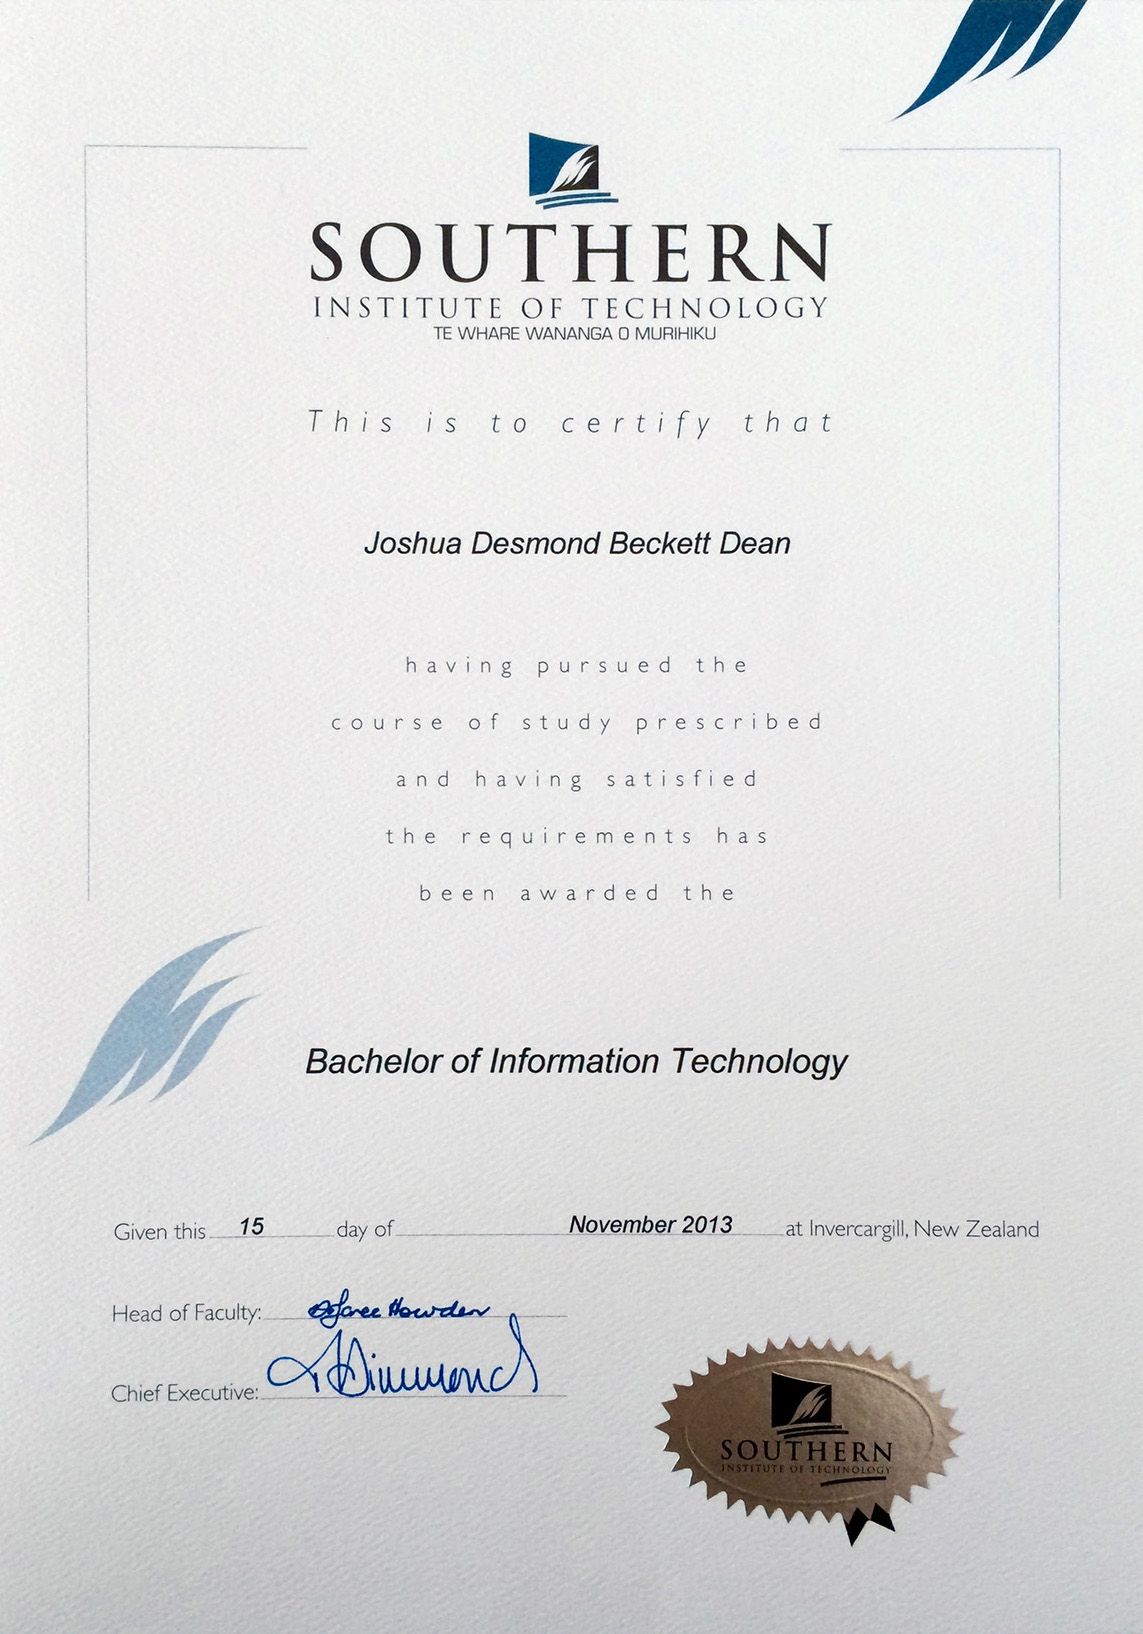 SOUTHERN
INSTITUTE OF TECHNOLOGY
TE WHARE WANANGA O MURIHIKU
This is to certify that
Joshua Desmond Beckett Dean
having pursued the
course of study prescribed
and having satisfied
the requirements has
been awarded the
Bachelor of Information Technology
Given this 15 day of November 2013 at Invercargill, New Zealand
Head of Faculty: Howden
Chief Executive:
SOUTHERN
INSTITUTE OF TECHNOLOGY